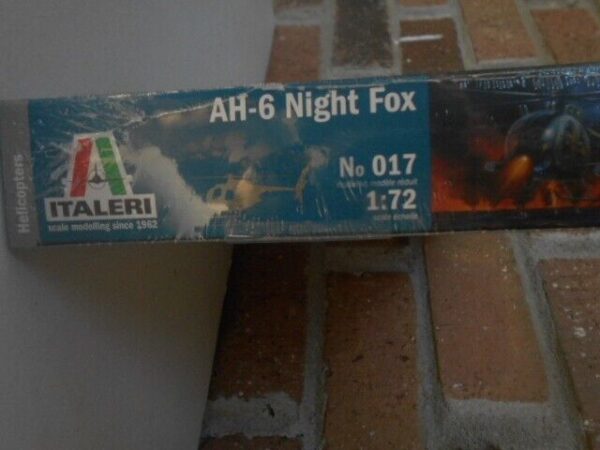 Helicopters
AH-6 Night Fox
ITALERI
scale modelling since 1962
No 017
1:72